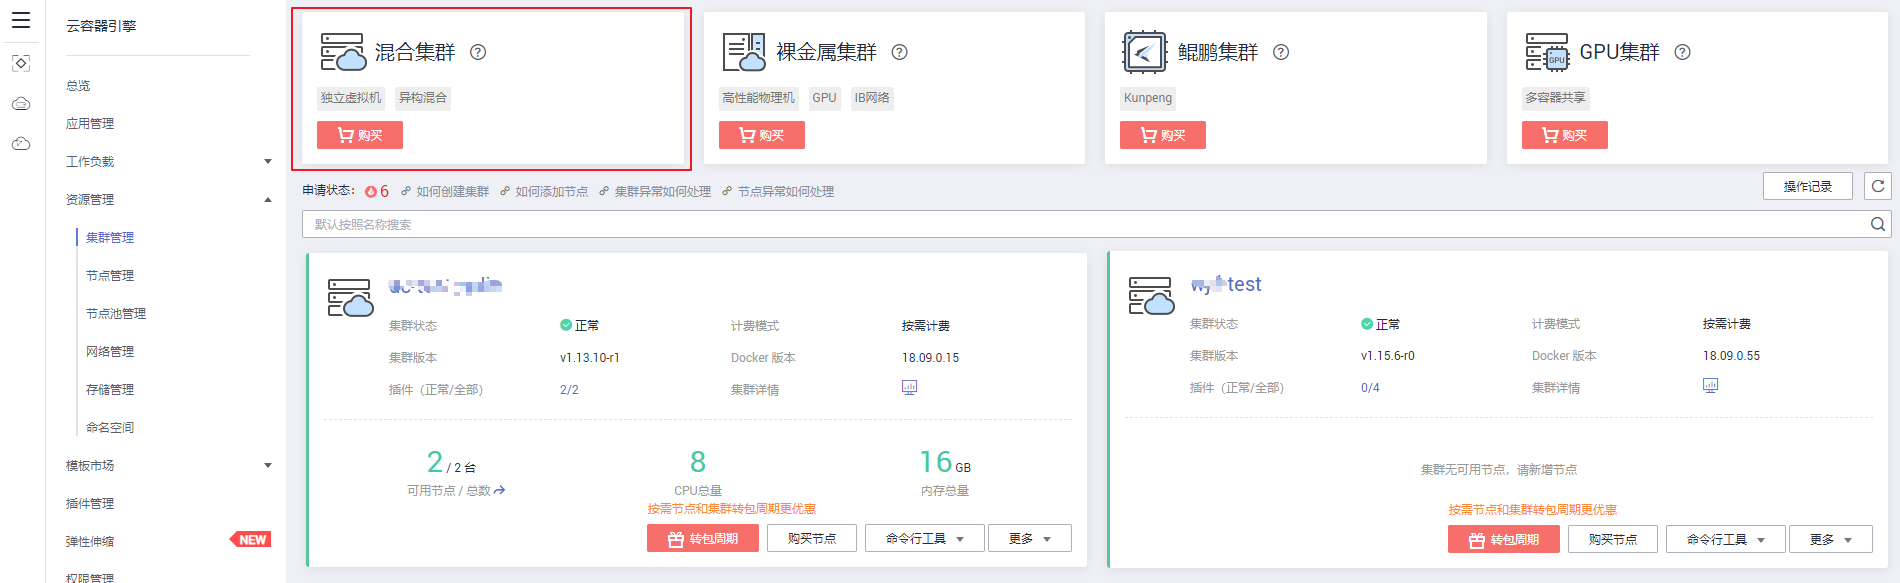 云容器引擎
总览
应用管理
工作负载
资源管理
集群管理
节点管理
节点池管理
网络管理
存储管理
命名空间
模板市场
插件管理
弹性伸缩 NEW
权限管理
混合集群 ?
独立虚拟机 异构混合
购买
裸金属集群 ?
高性能物理机 GPU IB网络
购买
鲲鹏集群 ?
Kunpeng
购买
GPU
GPU集群 ?
多容器共享
购买
申请状态: 6 如何创建集群 如何添加节点 集群异常如何处理 节点异常如何处理
操作记录
默认按照名称搜索
集群状态 正常 计费模式 按需计费
集群版本 v1.13.10-r1 Docker 版本 18.09.0.15
插件（正常/全部） 2/2 集群详情
2 / 2 台 8 16 GB
可用节点 / 总数 CPU总量 内存总量
按需节点和集群转包周期更优惠
转包周期 购买节点 命令行工具 更多
test
集群状态 正常 计费模式 按需计费
集群版本 v1.15.6-r0 Docker 版本 18.09.0.55
插件（正常/全部） 0/4 集群详情
集群无可用节点，请新增节点
按需节点和集群转包周期更优惠
转包周期 购买节点 命令行工具 更多